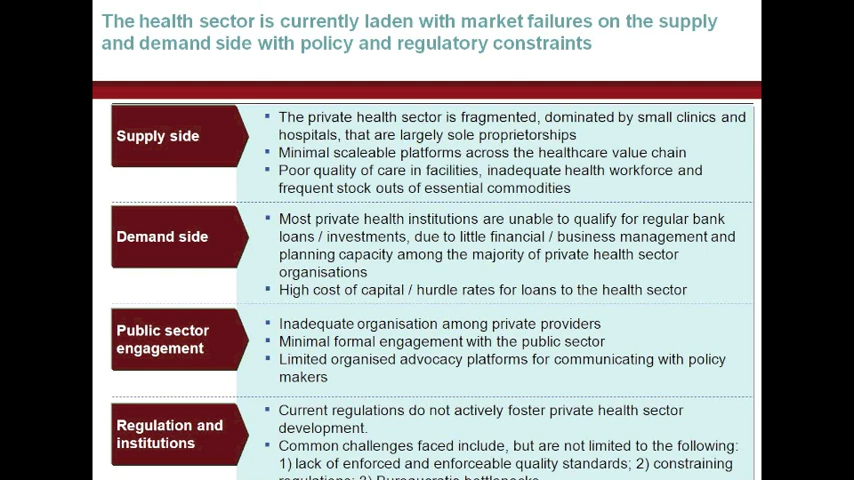 The health sector is currently laden with market failures on the supply
and demand side with policy and regulatory constraints
Supply side
▪ The private health sector is fragmented, dominated by small clinics and
hospitals, that are largely sole proprietorships
▪ Minimal scaleable platforms across the healthcare value chain
▪ Poor quality of care in facilities, inadequate health workforce and
frequent stock outs of essential commodities
Demand side
▪ Most private health institutions are unable to qualify for regular bank
loans / investments, due to little financial / business management and
planning capacity among the majority of private health sector
organisations
▪ High cost of capital / hurdle rates for loans to the health sector
Public sector
engagement
▪ Inadequate organisation among private providers
▪ Minimal formal engagement with the public sector
▪ Limited organised advocacy platforms for communicating with policy
makers
Regulation and
institutions
▪ Current regulations do not actively foster private health sector
development.
▪ Common challenges faced include, but are not limited to the following:
1) lack of enforced and enforceable quality standards; 2) constraining
regulations; 3) Bureaucratic bottlenecks